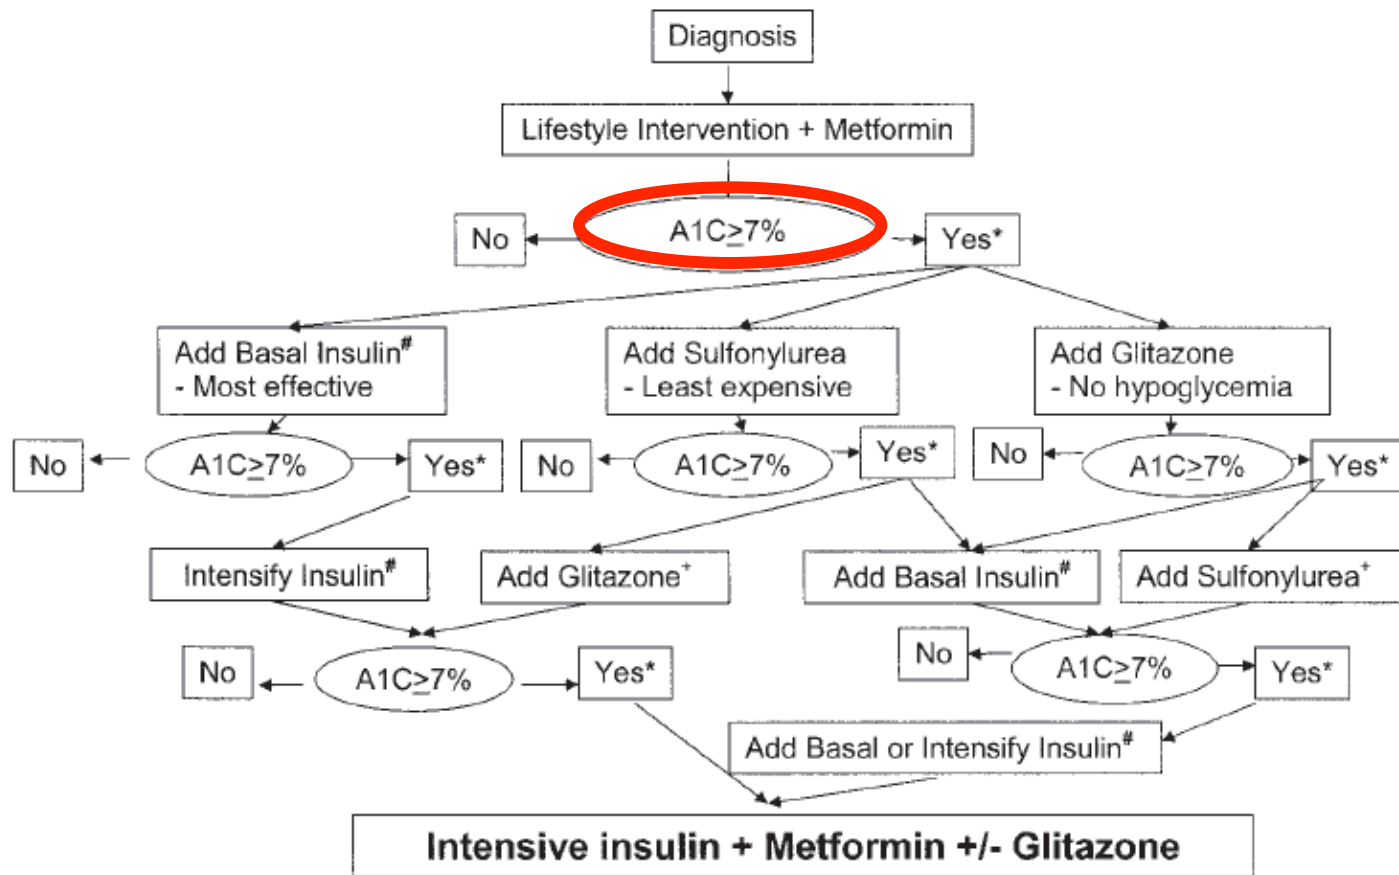 Diagnosis
Lifestyle Intervention + Metformin
No
A1C≥7%
Yes*
Add Basal Insulin#
- Most effective
Add Sulfonylurea
- Least expensive
Add Glitazone
- No hypoglycemia
No
A1C≥7%
Yes*
No
A1C≥7%
Yes*
No
A1C≥7%
Yes*
Intensify Insulin#
Add Glitazone+
Add Basal Insulin#
Add Sulfonylurea+
No
A1C≥7%
Yes*
No
A1C≥7%
Yes*
Add Basal or Intensify Insulin#
Intensive insulin + Metformin +/- Glitazone